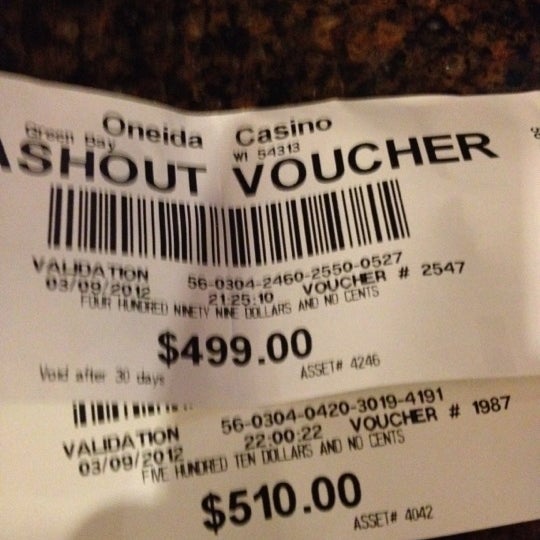 Oneida Casino
Green Bay WI 54313
ASHOUT VOUCHER
VALIDATION 56-0304-2460-2550-0527
03/09/2012 21:25:10 VOUCHER # 2547
FOUR HUNDRED NINETY NINE DOLLARS AND NO CENTS
$499.00
Void after 30 days ASSET# 4246
VALIDATION 56-0304-0420-3019-4191
03/09/2012 22:00:22 VOUCHER # 1987
FIVE HUNDRED TEN DOLLARS AND NO CENTS
$510.00
ASSET# 4042